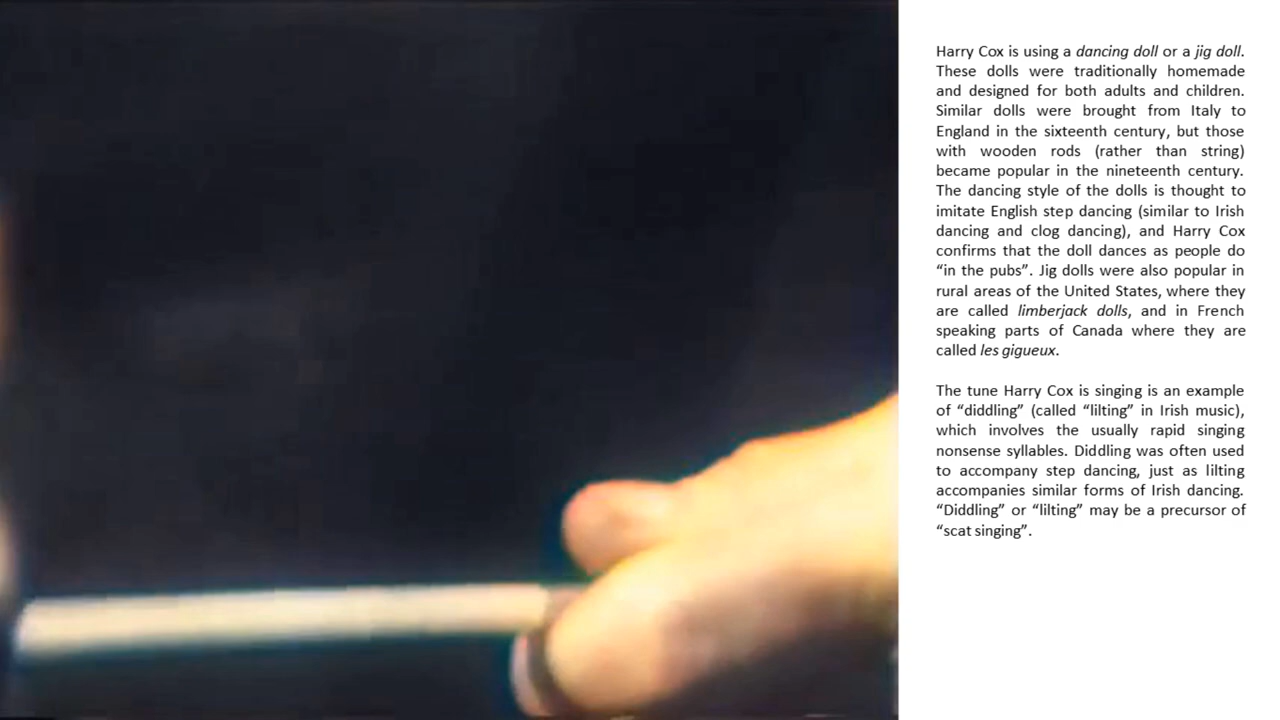 Harry Cox is using a dancing doll or a jig doll.
These dolls were traditionally homemade
and designed for both adults and children.
Similar dolls were brought from Italy to
England in the sixteenth century, but those
with wooden rods (rather than string)
became popular in the nineteenth century.
The dancing style of the dolls is thought to
imitate English step dancing (similar to Irish
dancing and clog dancing), and Harry Cox
confirms that the doll dances as people do
“in the pubs”. Jig dolls were also popular in
rural areas of the United States, where they
are called limberjack dolls, and in French
speaking parts of Canada where they are
called les gigueux.
The tune Harry Cox is singing is an example
of “diddling” (called “lilting” in Irish music),
which involves the usually rapid singing
nonsense syllables. Diddling was often used
to accompany step dancing, just as lilting
accompanies similar forms of Irish dancing.
“Diddling” or “lilting” may be a precursor of
“scat singing”.